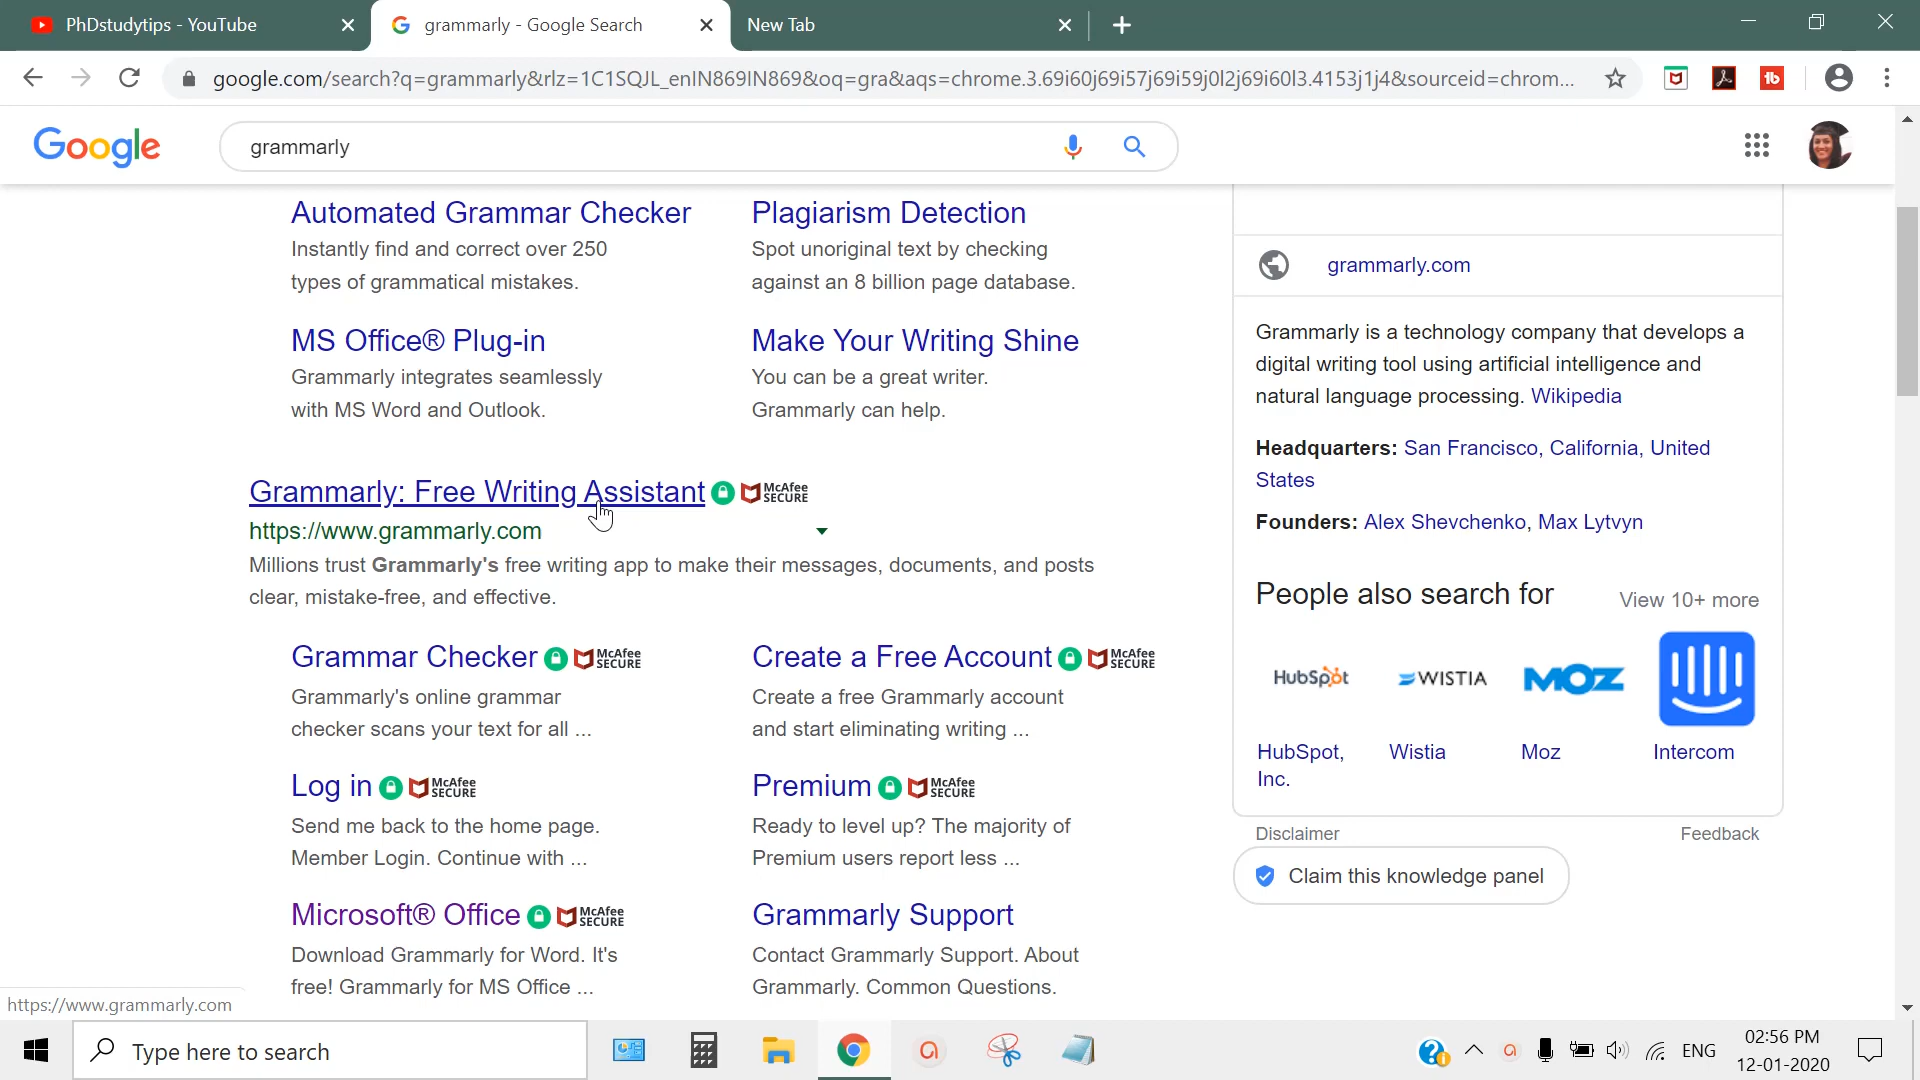 PhDstudytips - YouTube
grammarly - Google Search
New Tab
google.com/search?q=grammarly&rlz=1C1SQJL_enIN869IN869&oq=gra&aqs=chrome.3.69i60j69i57j69i59j0l2j69i60l3.4153j1j4&sourceid=chrom...
Google
grammarly
Automated Grammar Checker
Instantly find and correct over 250
types of grammatical mistakes.
Plagiarism Detection
Spot unoriginal text by checking
against an 8 billion page database.
MS Office® Plug-in
Grammarly integrates seamlessly
with MS Word and Outlook.
Make Your Writing Shine
You can be a great writer.
Grammarly can help.
Grammarly: Free Writing Assistant McAfee SECURE
https://www.grammarly.com
Millions trust Grammarly's free writing app to make their messages, documents, and posts
clear, mistake-free, and effective.
Grammar Checker McAfee SECURE
Grammarly's online grammar
checker scans your text for all ...
Create a Free Account McAfee SECURE
Create a free Grammarly account
and start eliminating writing ...
Log in McAfee SECURE
Send me back to the home page.
Member Login. Continue with ...
Premium McAfee SECURE
Ready to level up? The majority of
Premium users report less ...
Microsoft® Office McAfee SECURE
Download Grammarly for Word. It's
free! Grammarly for MS Office ...
Grammarly Support
Contact Grammarly Support. About
Grammarly. Common Questions.
grammarly.com
Grammarly is a technology company that develops a
digital writing tool using artificial intelligence and
natural language processing. Wikipedia
Headquarters: San Francisco, California, United
States
Founders: Alex Shevchenko, Max Lytvyn
People also search for
View 10+ more
HubSpot
WISTIA
MOZ
HubSpot,
Inc.
Wistia
Moz
Intercom
Disclaimer
Feedback
Claim this knowledge panel
https://www.grammarly.com
Type here to search
ENG
02:56 PM
12-01-2020